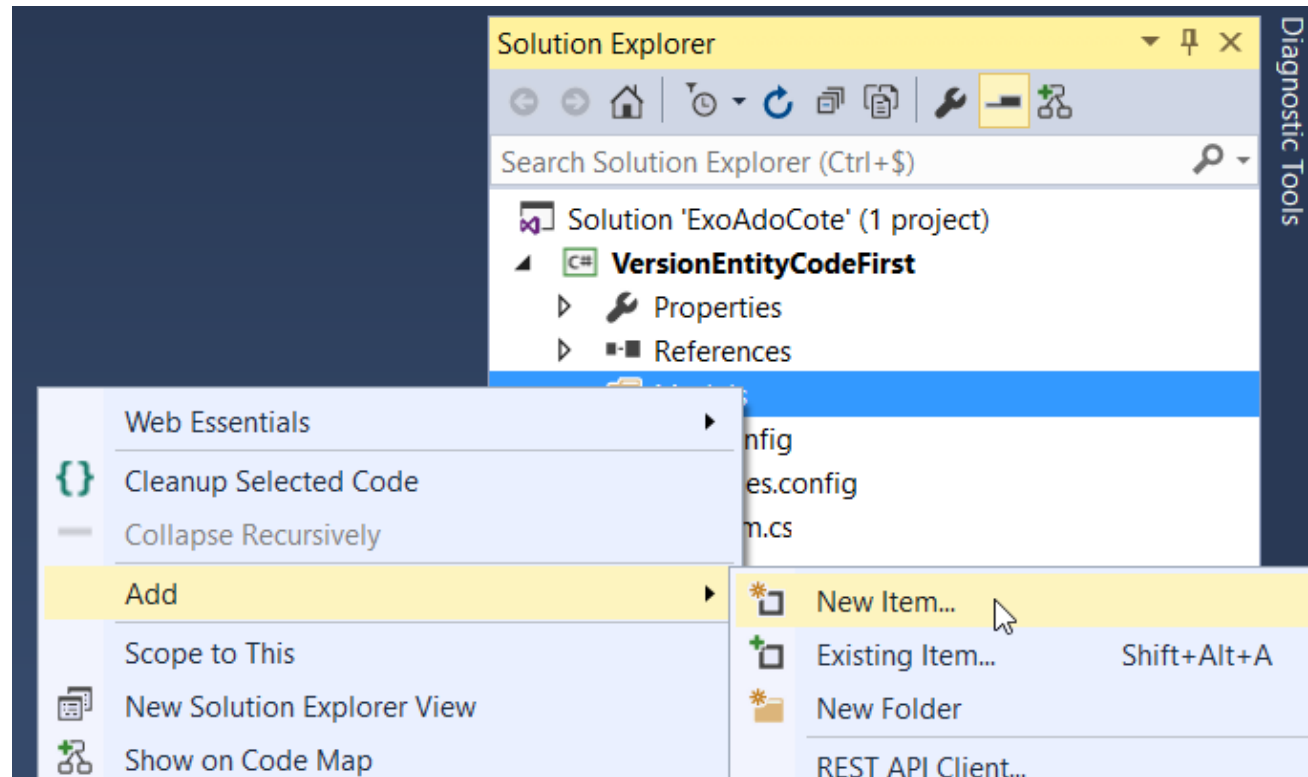 Solution Explorer
Diagnostic Tools
Search Solution Explorer (Ctrl+$)
Solution 'ExoAdoCote' (1 project)
C# VersionEntityCodeFirst
Properties
References
Web Essentials
nfig
Cleanup Selected Code
es.config
Collapse Recursively
m.cs
Add
New Item...
Scope to This
Existing Item... Shift+Alt+A
New Solution Explorer View
New Folder
Show on Code Map
REST API Client...